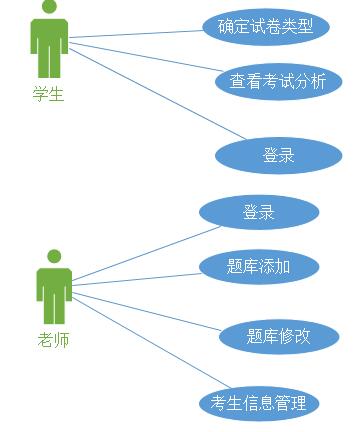 确定试卷类型
查看考试分析
学生
登录
登录
题库添加
老师
题库修改
考生信息管理